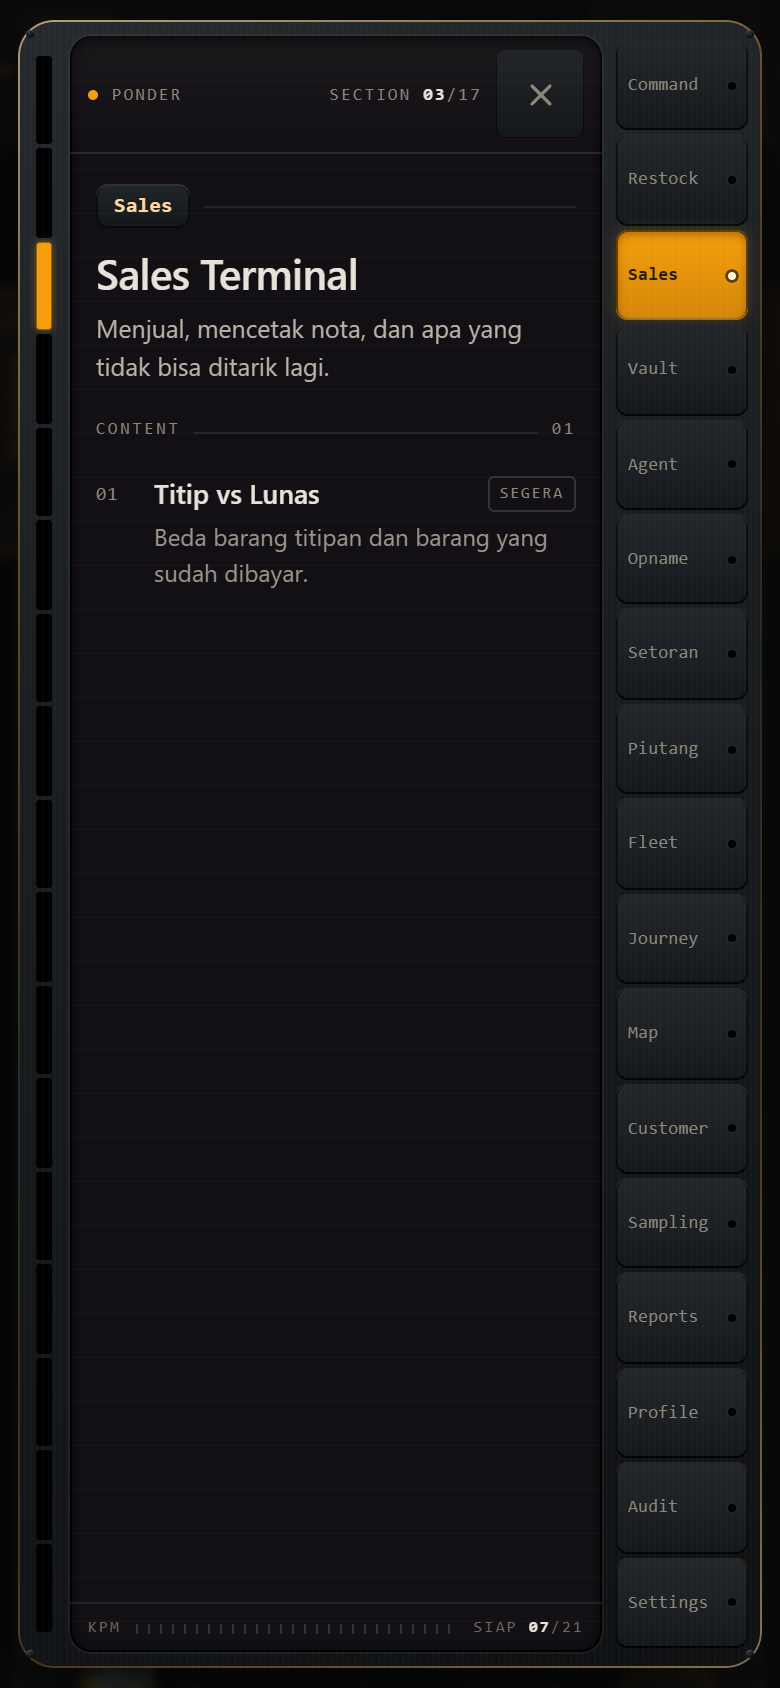 PONDER
SECTION 03/17
Sales
Sales Terminal
Menjual, mencetak nota, dan apa yang
tidak bisa ditarik lagi.
CONTENT 01
01 Titip vs Lunas SEGERA
Beda barang titipan dan barang yang
sudah dibayar.
KPM SIAP 07/21
Command
Restock
Sales
Vault
Agent
Opname
Setoran
Piutang
Fleet
Journey
Map
Customer
Sampling
Reports
Profile
Audit
Settings